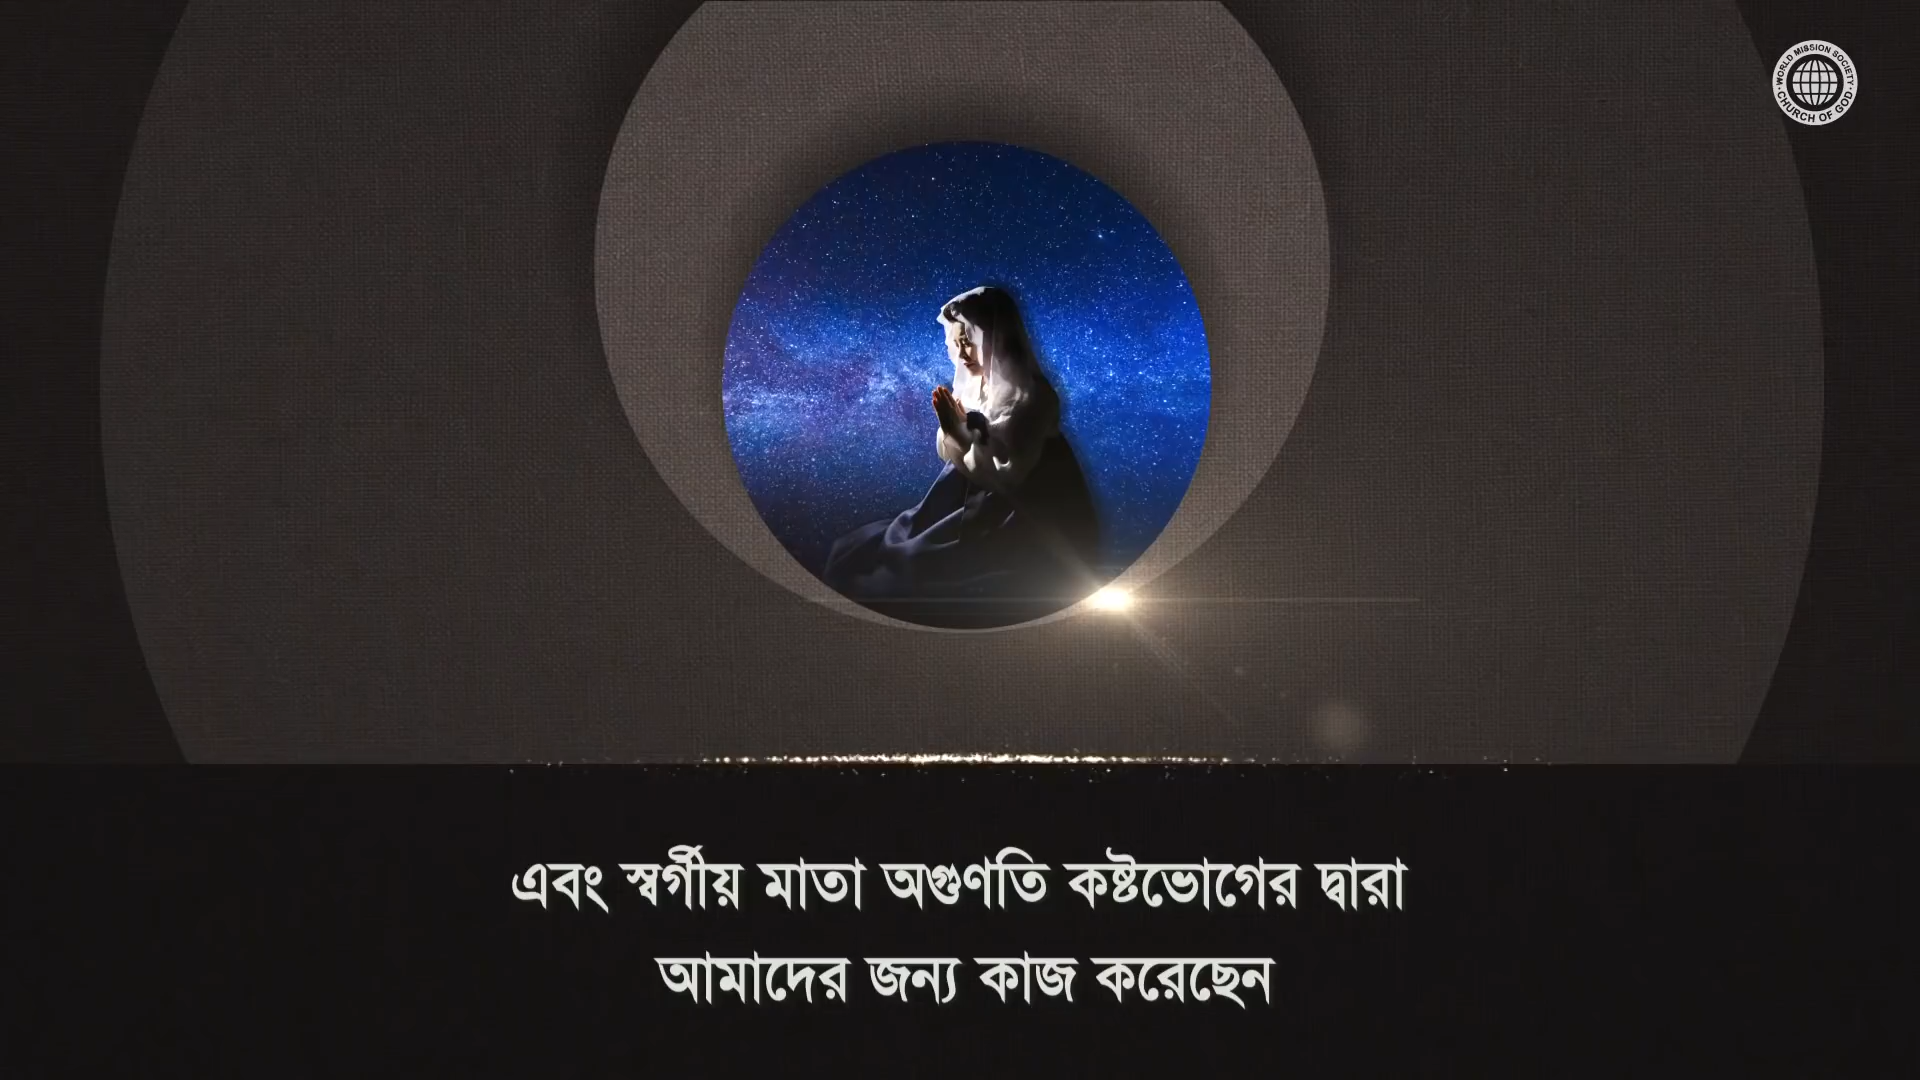 WORLD MISSION SOCIETY
CHURCH OF GOD
এবং স্বর্গীয় মাতা অগুণতি কষ্টভোগের দ্বারা
আমাদের জন্য কাজ করেছেন